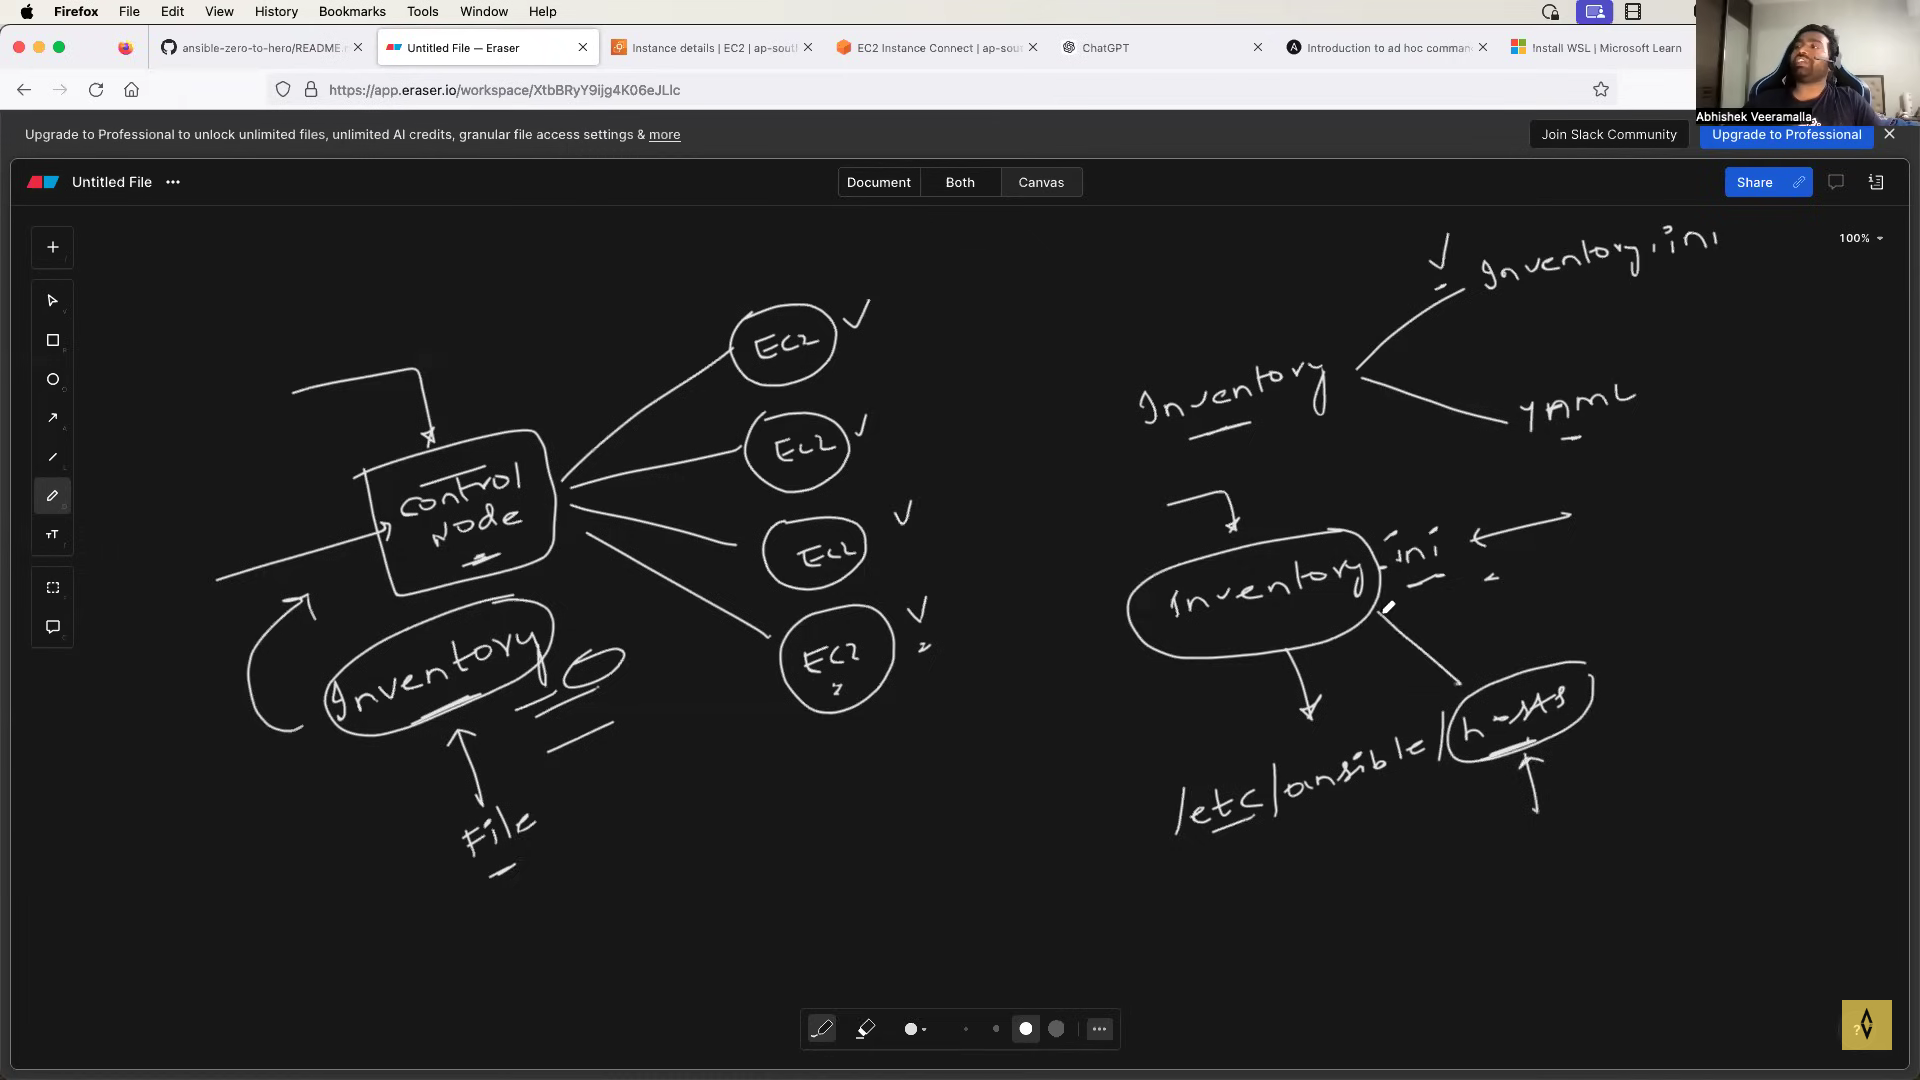 Firefox File Edit View History Bookmarks Tools Window Help
ansible-zero-to-hero/README.
Untitled File — Eraser
Instance details | EC2 | ap-sout
EC2 Instance Connect | ap-sou
ChatGPT
Introduction to ad hoc comman
Install WSL | Microsoft Learn
https://app.eraser.io/workspace/XtbBRyY9ijg4K06eJLlc
Abhishek Veeramalla
Upgrade to Professional to unlock unlimited files, unlimited AI credits, granular file access settings & more
Join Slack Community
Upgrade to Professional
Untitled File
Document Both Canvas
Share
100%
Control
Node
Inventory
File
EC2
EC2
EC2
EC2
Inventory
Inventory.ini
YAML
Inventory.ini
/etc/ansible/hosts